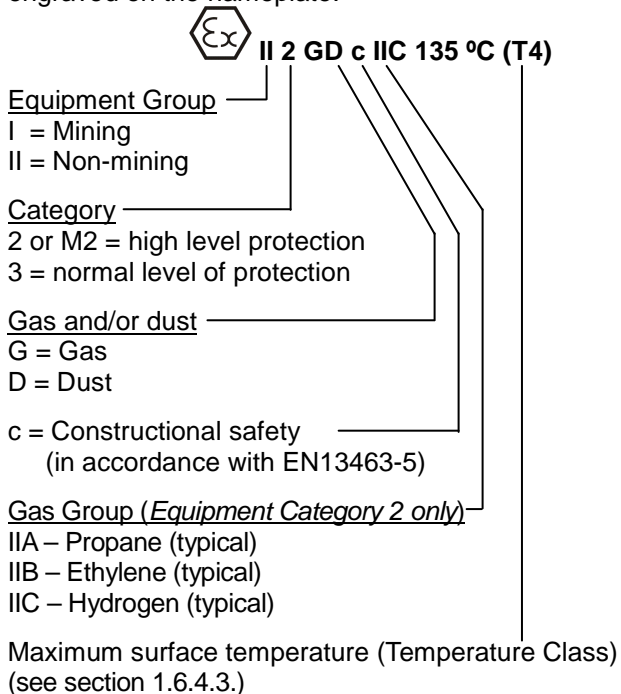 engraved on the nameplate.
Ex II 2 GD c IIC 135 ºC (T4)
Equipment Group
I = Mining
II = Non-mining
Category
2 or M2 = high level protection
3 = normal level of protection
Gas and/or dust
G = Gas
D = Dust
c = Constructional safety
(in accordance with EN13463-5)
Gas Group (Equipment Category 2 only)
IIA – Propane (typical)
IIB – Ethylene (typical)
IIC – Hydrogen (typical)
Maximum surface temperature (Temperature Class)
(see section 1.6.4.3.)